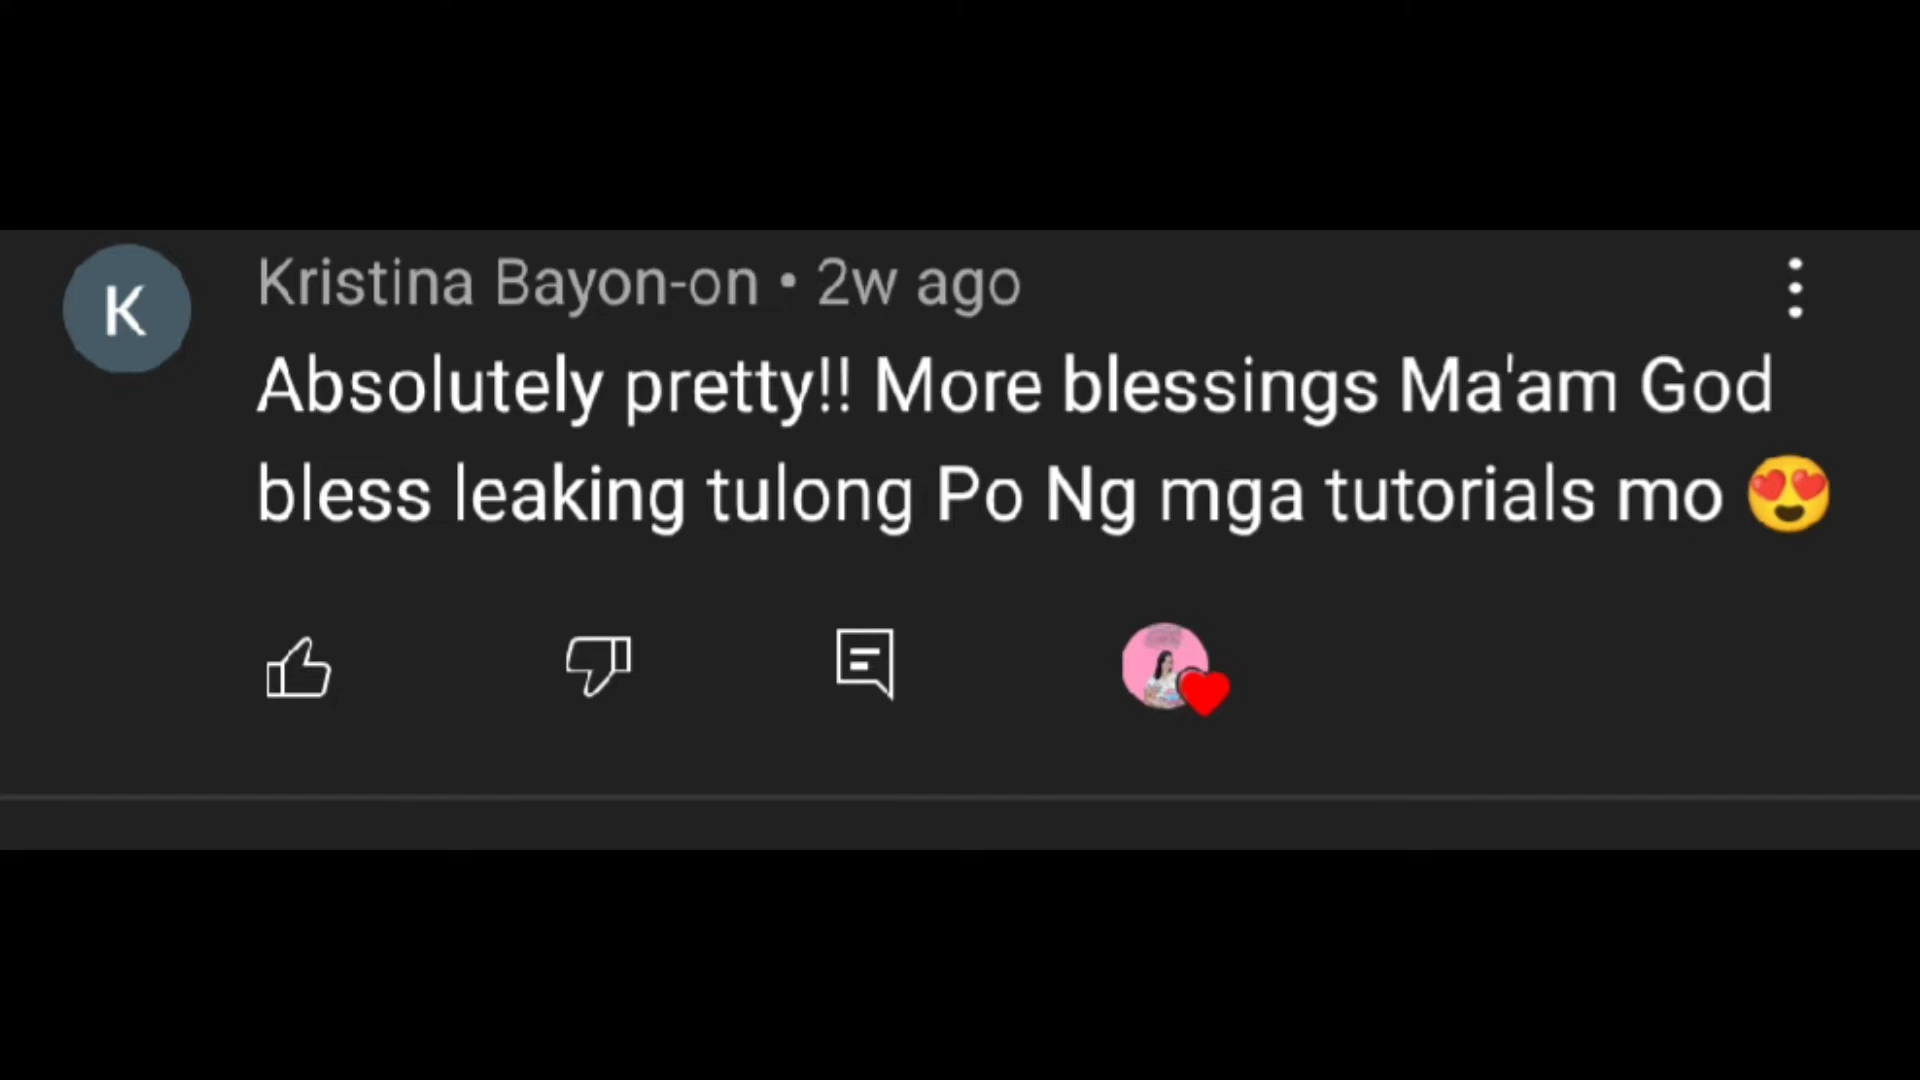 K
Kristina Bayon-on • 2w ago
Absolutely pretty!! More blessings Ma'am God
bless leaking tulong Po Ng mga tutorials mo 😍